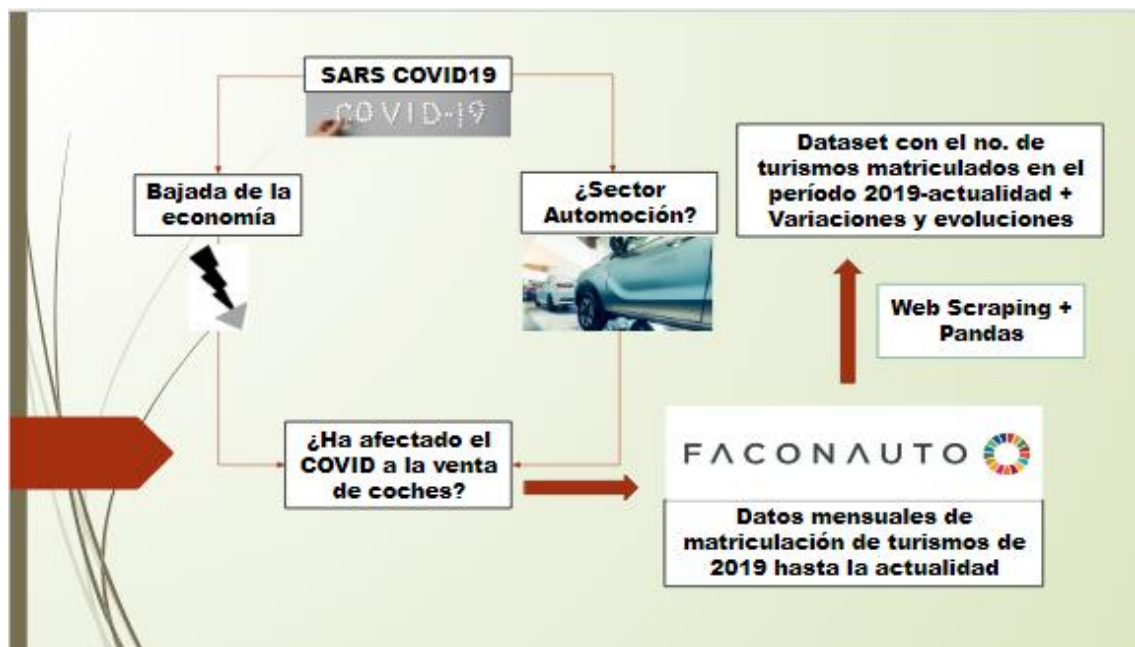 SARS COVID19
COVID-19
Bajada de la
economía
¿Sector
Automoción?
¿Ha afectado el
COVID a la venta
de coches?
FACONAUTO
Datos mensuales de
matriculación de turismos de
2019 hasta la actualidad
Web Scraping +
Pandas
Dataset con el no. de
turismos matriculados en el
período 2019-actualidad +
Variaciones y evoluciones